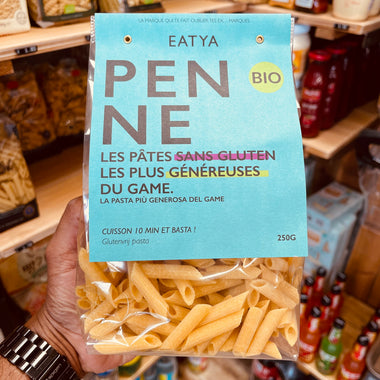 LA MARQUE QUI TE FAIT OUBLIER TES EX... MARQUES
EATYA
PEN
NE
BIO
LES PÂTES SANS GLUTEN
LES PLUS GÉNÉREUSES
DU GAME.
LA PASTA PIÙ GENEROSA DEL GAME
CUISSON 10 MIN ET BASTA !
Glutenvrij pasta
250G